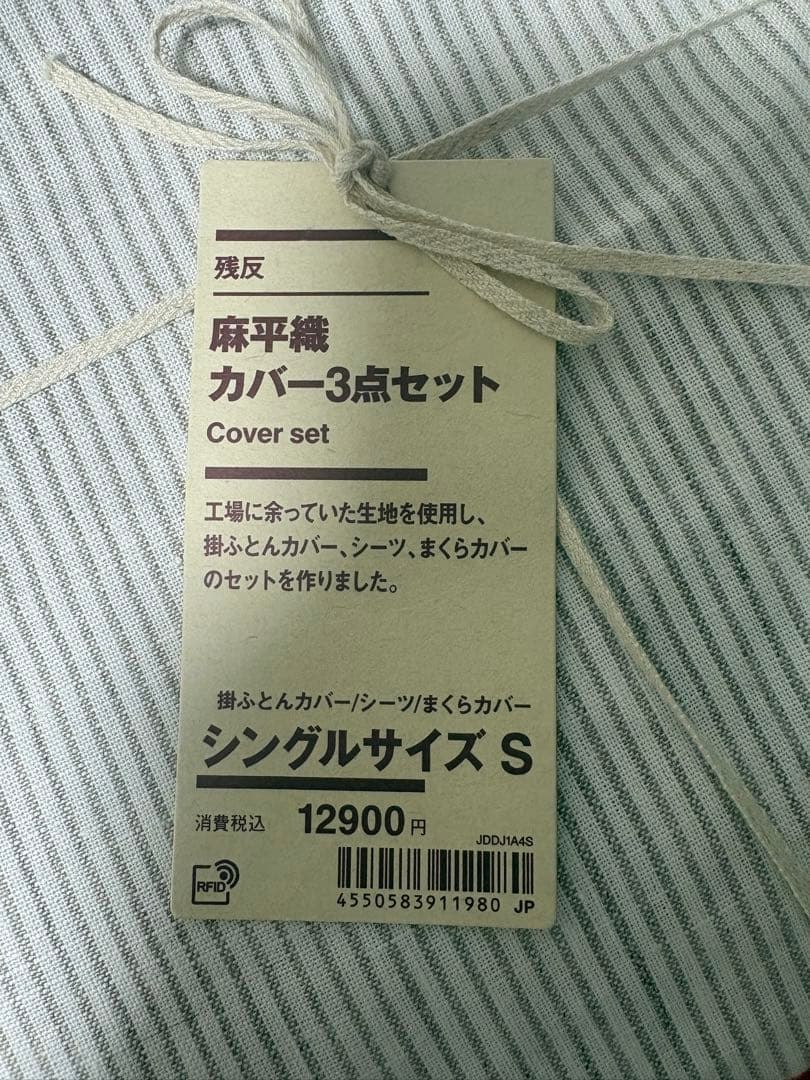 残反
麻平織
カバー3点セット
Cover set
工場に余っていた生地を使用し、
掛ふとんカバー、シーツ、まくらカバー
のセットを作りました。
掛ふとんカバー/シーツ/まくらカバー
シングルサイズ S
消費税込 12900円
JDDJ1A4S
RFID
4550583911980 JP